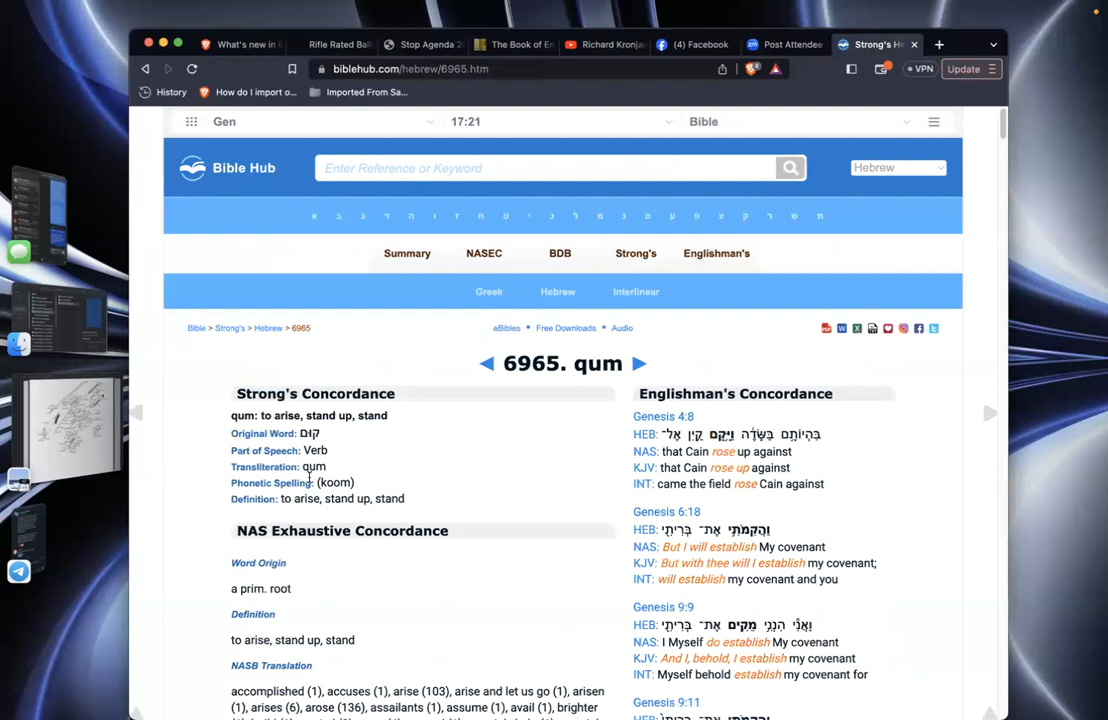 What's new in
Rifle Rated Ball
Stop Agenda 2
The Book of En
Richard Kronja
(4) Facebook
Post Attendee
Strong's He
biblehub.com/hebrew/6965.htm
4
VPN
Update
History
How do I import o...
Imported From Sa...
Gen
17:21
Bible
Bible Hub
Enter Reference or Keyword
Hebrew
א ב ג ד ה ו ז ח ט י כ ל מ נ ס ע פ צ ק ר ש ת
Summary NASEC BDB Strong's Englishman's
Greek Hebrew Interlinear
Bible > Strong's > Hebrew > 6965
eBibles • Free Downloads • Audio
◄ 6965. qum ►
Strong's Concordance
qum: to arise, stand up, stand
Original Word: קוּם
Part of Speech: Verb
Transliteration: qum
Phonetic Spelling: (koom)
Definition: to arise, stand up, stand
NAS Exhaustive Concordance
Word Origin
a prim. root
Definition
to arise, stand up, stand
NASB Translation
accomplished (1), accuses (1), arise (103), arise and let us go (1), arisen
(1), arises (6), arose (136), assailants (1), assume (1), avail (1), brighter
Englishman's Concordance
Genesis 4:8
HEB: בִּהְיוֹתָ֣ם בַּשָּׂדֶ֔ה וַיָּ֥קָם קַ֛יִן אֶל־
NAS: that Cain rose up against
KJV: that Cain rose up against
INT: came the field rose Cain against
Genesis 6:18
HEB: וַהֲקִמֹתִ֥י אֶת־ בְּרִיתִ֖י
NAS: But I will establish My covenant
KJV: But with thee will I establish my covenant;
INT: will establish my covenant and you
Genesis 9:9
HEB: וַאֲנִ֕י הִנְנִ֥י מֵקִ֛ים אֶת־ בְּרִיתִ֖י
NAS: I Myself do establish My covenant
KJV: And I, behold, I establish my covenant
INT: Myself behold establish my covenant for
Genesis 9:11